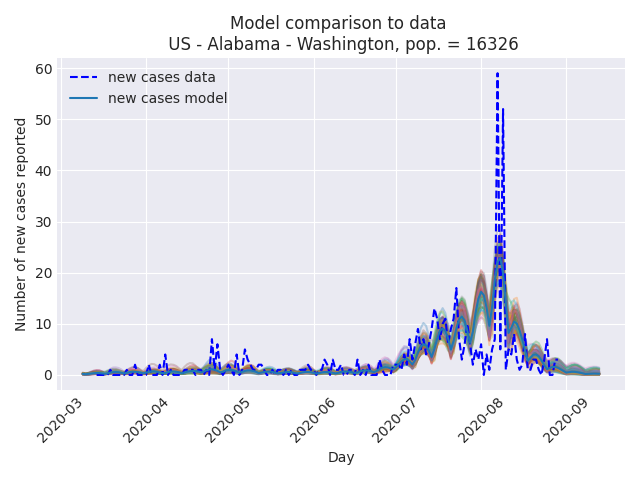 Model comparison to data
US - Alabama - Washington, pop. = 16326
new cases data
new cases model
Number of new cases reported
60
50
40
30
20
10
0
2020-03
2020-04
2020-05
2020-06
2020-07
2020-08
2020-09
Day